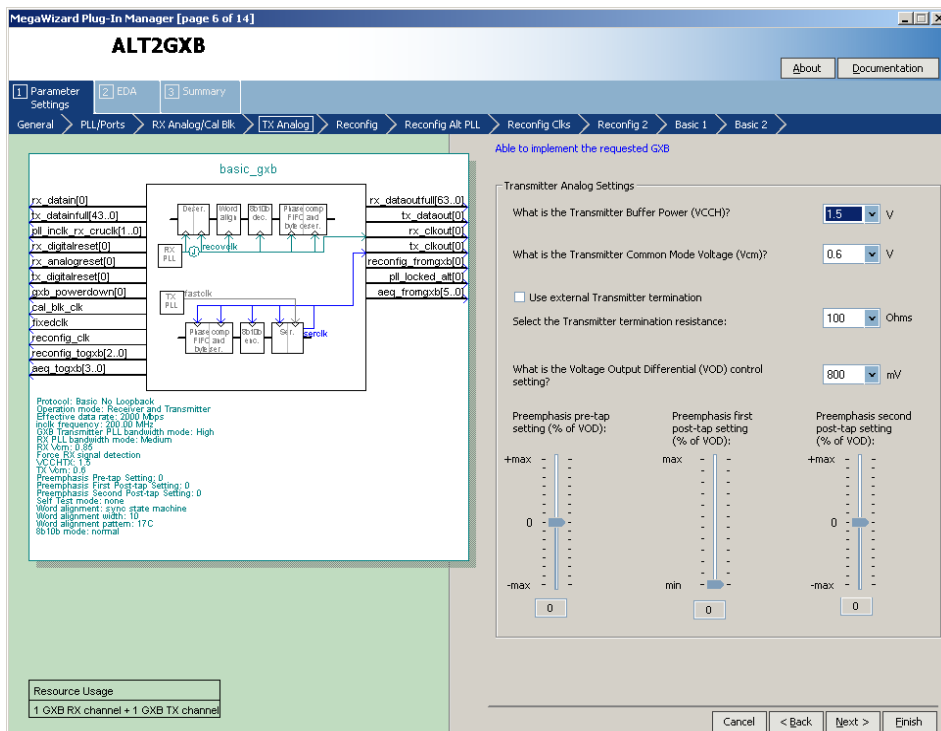 MegaWizard Plug-In Manager [page 6 of 14]
ALT2GXB
About
Documentation
1 Parameter Settings
2 EDA
3 Summary
General
PLL/Ports
RX Analog/Cal Blk
TX Analog
Reconfig
Reconfig Alt PLL
Reconfig Clks
Reconfig 2
Basic 1
Basic 2
basic_gxb
rx_datain[0]
tx_datainfull[43..0]
pll_inclk_rx_cruclk[1..0]
rx_digitalreset[0]
rx_analogreset[0]
tx_digitalreset[0]
gxb_powerdown[0]
cal_blk_clk
fixedclk
reconfig_clk
reconfig_togxb[2..0]
aeq_togxb[3..0]
Deser.
Word align
8b10b dec.
Phase comp FIFC and byte deser.
RX PLL
recovclk
TX PLL
fastclk
Phase comp FIFC and byte ser.
8b10b enc.
Ser.
serclk
rx_dataoutfull[63..0]
tx_dataout[0]
rx_clkout[0]
tx_clkout[0]
reconfig_fromgxb[0]
pll_locked_alt[0]
aeq_fromgxb[5..0]
Protocol: Basic No Loopback
Operation mode: Receiver and Transmitter
Effective data rate: 2000 Mbps
inclk frequency: 200.00 MHz
GXB Transmitter PLL bandwidth mode: High
RX PLL bandwidth mode: Medium
RX Vcm: 0.85
Force RX signal detection
VCCHTX: 1.5
TX Vcm: 0.6
Preemphasis Pre-tap Setting: 0
Preemphasis First Post-tap Setting: 0
Preemphasis Second Post-tap Setting: 0
Self Test mode: none
Word alignment: sync state machine
Word alignment width: 10
Word alignment pattern: 17C
8b10b mode: normal
Resource Usage
1 GXB RX channel + 1 GXB TX channel
Able to implement the requested GXB
Transmitter Analog Settings
What is the Transmitter Buffer Power (VCCH)?
1.5
V
What is the Transmitter Common Mode Voltage (Vcm)?
0.6
V
Use external Transmitter termination
Select the Transmitter termination resistance:
100
Ohms
What is the Voltage Output Differential (VOD) control
setting?
800
mV
Preemphasis pre-tap
setting (% of VOD):
+max
0
-max
0
Preemphasis first
post-tap setting
(% of VOD):
max
min
0
Preemphasis second
post-tap setting
(% of VOD):
+max
0
-max
0
Cancel
< Back
Next >
Finish